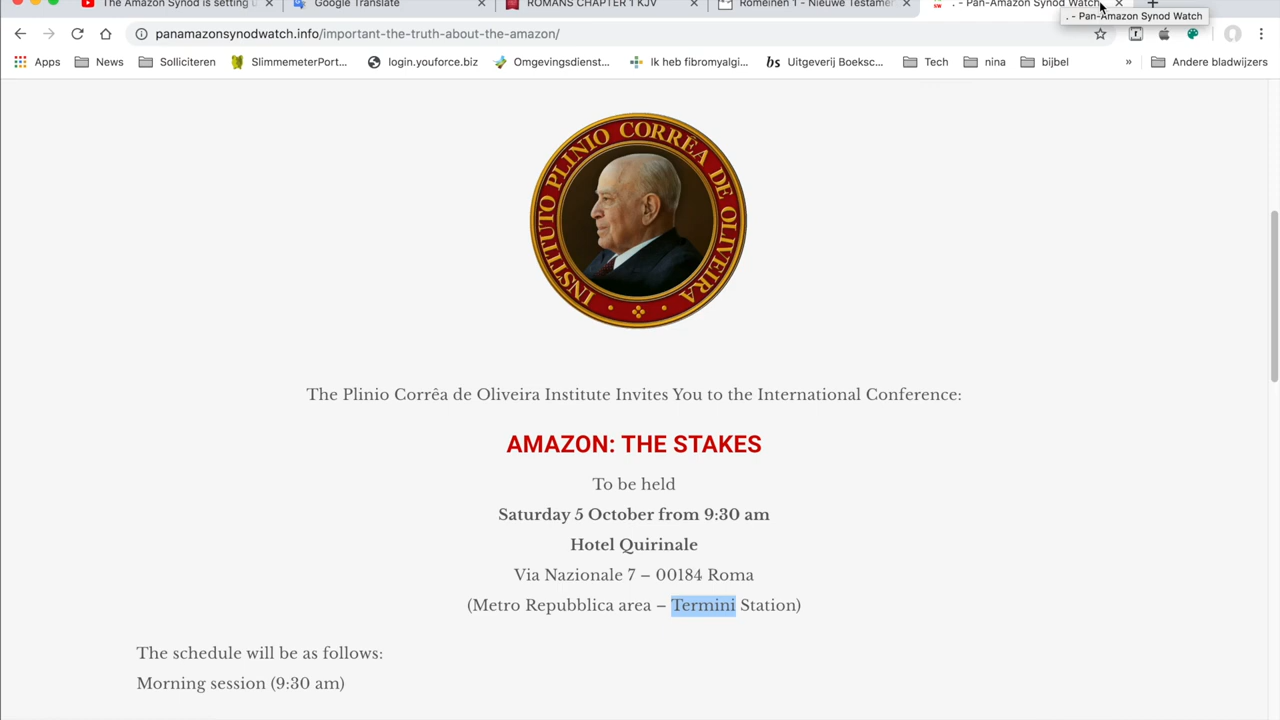 The Amazon Synod is setting u
Google Translate
ROMANS CHAPTER 1 KJV
Romeinen 1 - Nieuwe Testamen
. - Pan-Amazon Synod Watch
. - Pan-Amazon Synod Watch
panamazonsynodwatch.info/important-the-truth-about-the-amazon/
Apps News Solliciteren SlimmemeterPort... login.youforce.biz Omgevingsdienst... Ik heb fibromyalgi... bs Uitgeverij Boeksc... Tech nina bijbel » Andere bladwijzers
INSTITUTO PLINIO CORRÊA DE OLIVEIRA
The Plinio Corrêa de Oliveira Institute Invites You to the International Conference:
AMAZON: THE STAKES
To be held
Saturday 5 October from 9:30 am
Hotel Quirinale
Via Nazionale 7 – 00184 Roma
(Metro Repubblica area – Termini Station)
The schedule will be as follows:
Morning session (9:30 am)